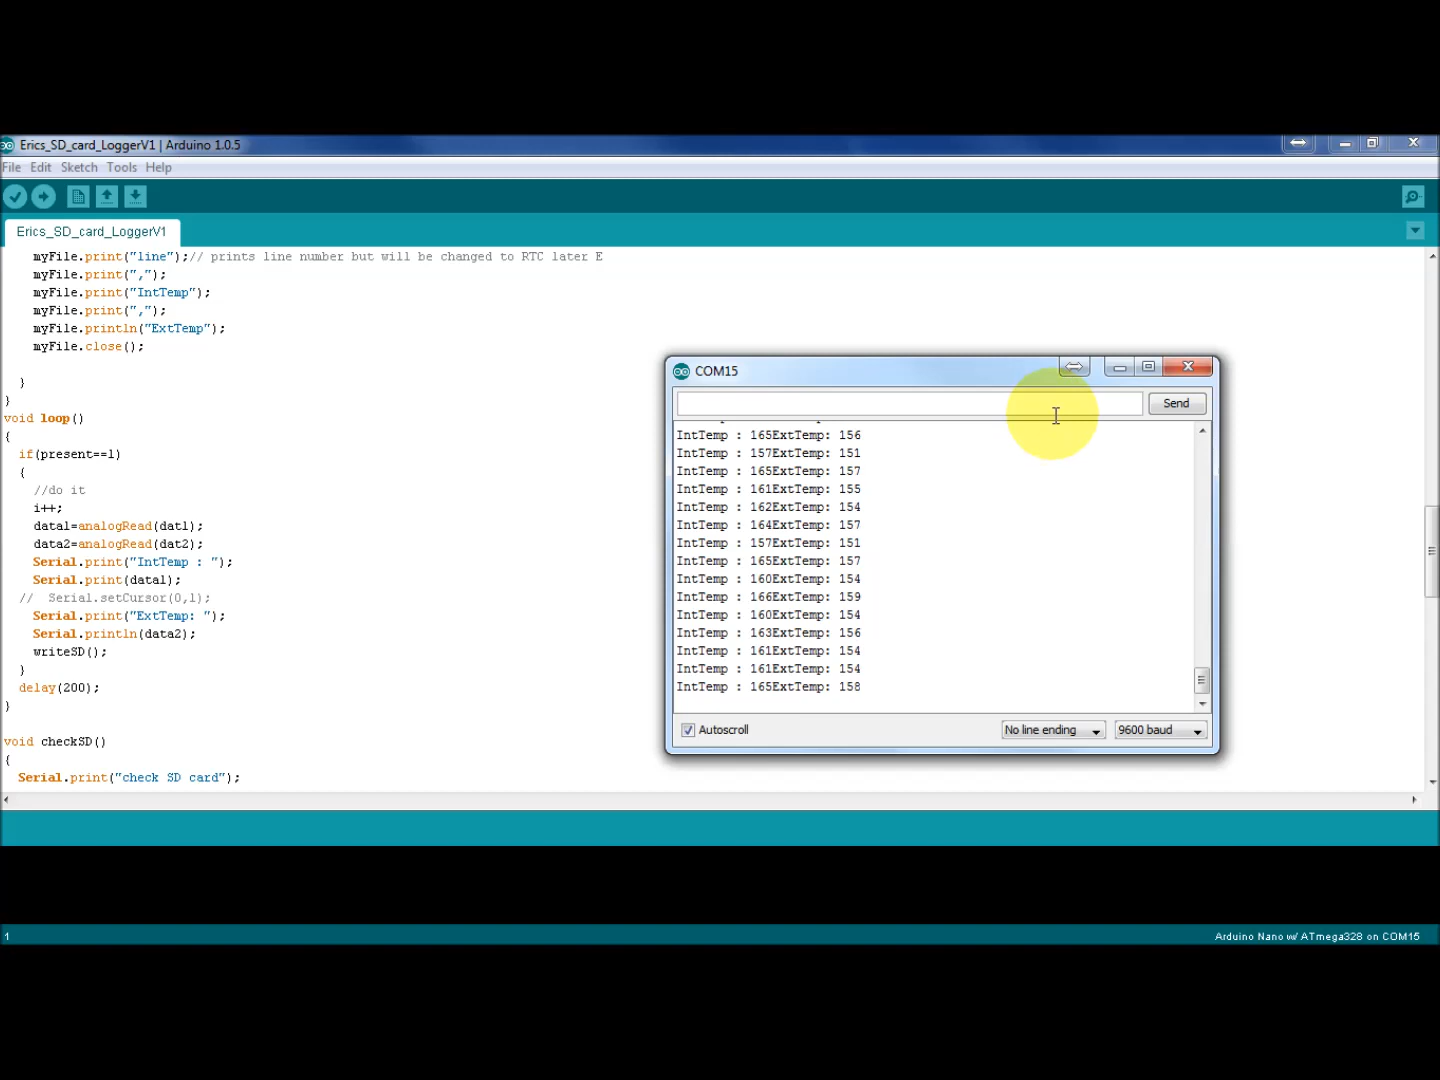 Erics_SD_card_LoggerV1 | Arduino 1.0.5
File Edit Sketch Tools Help
Erics_SD_card_LoggerV1
myFile.print("line");// prints line number but will be changed to RTC later E
myFile.print(",");
myFile.print("IntTemp");
myFile.print(",");
myFile.println("ExtTemp");
myFile.close();
}
}
void loop()
{
if(present==1)
{
//do it
i++;
data1=analogRead(dat1);
data2=analogRead(dat2);
Serial.print("IntTemp : ");
Serial.print(data1);
// Serial.setCursor(0,1);
Serial.print("ExtTemp: ");
Serial.println(data2);
writeSD();
}
delay(200);
}
void checkSD()
{
Serial.print("check SD card");
COM15
Send
IntTemp : 165ExtTemp: 156
IntTemp : 157ExtTemp: 151
IntTemp : 165ExtTemp: 157
IntTemp : 161ExtTemp: 155
IntTemp : 162ExtTemp: 154
IntTemp : 164ExtTemp: 157
IntTemp : 157ExtTemp: 151
IntTemp : 165ExtTemp: 157
IntTemp : 160ExtTemp: 154
IntTemp : 166ExtTemp: 159
IntTemp : 160ExtTemp: 154
IntTemp : 163ExtTemp: 156
IntTemp : 161ExtTemp: 154
IntTemp : 161ExtTemp: 154
IntTemp : 165ExtTemp: 158
Autoscroll No line ending 9600 baud
1 Arduino Nano w/ ATmega328 on COM15